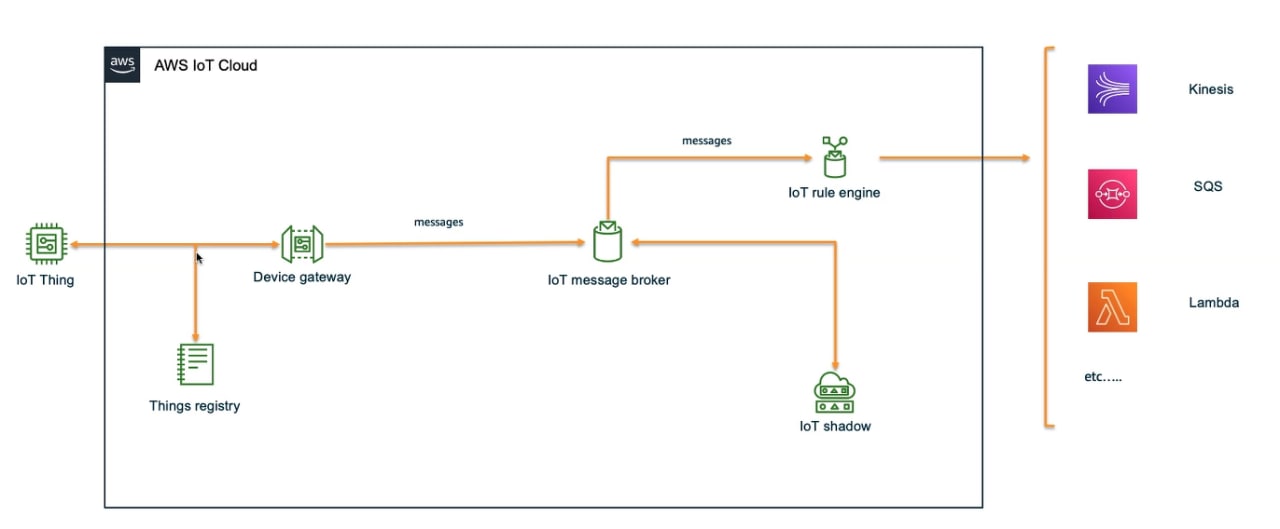 aws
AWS IoT Cloud
Kinesis
messages
IoT rule engine
SQS
messages
IoT Thing
Device gateway
IoT message broker
Lambda
etc.....
Things registry
IoT shadow